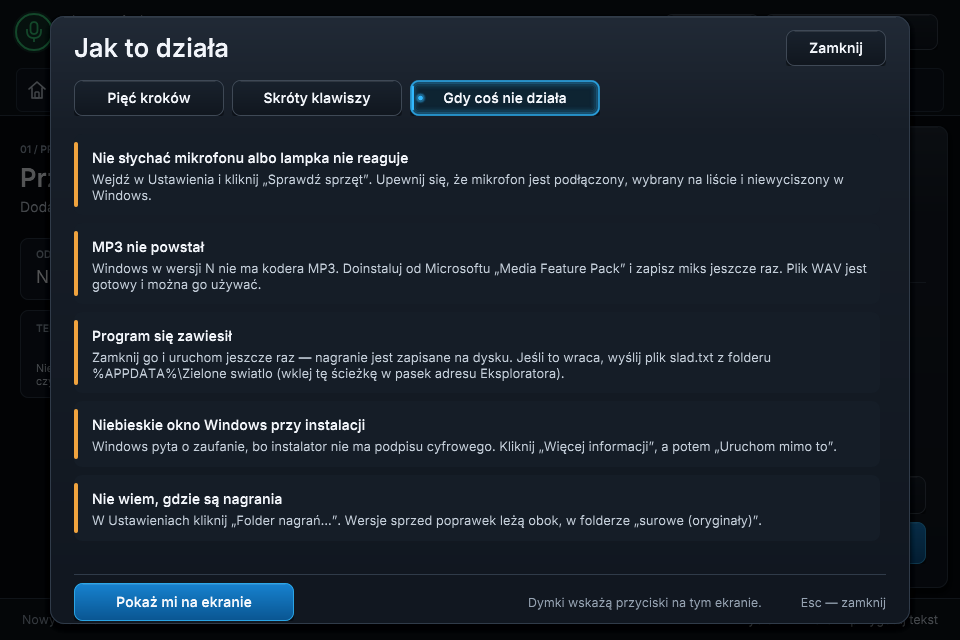 Jak to działa
Zamknij
Pięć kroków
Skróty klawiszy
Gdy coś nie działa
Nie słychać mikrofonu albo lampka nie reaguje
Wejdź w Ustawienia i kliknij „Sprawdź sprzęt”. Upewnij się, że mikrofon jest podłączony, wybrany na liście i niewyciszony w
Windows.
MP3 nie powstał
Windows w wersji N nie ma kodera MP3. Doinstaluj od Microsoftu „Media Feature Pack” i zapisz miks jeszcze raz. Plik WAV jest
gotowy i można go używać.
Program się zawiesił
Zamknij go i uruchom jeszcze raz — nagranie jest zapisane na dysku. Jeśli to wraca, wyślij plik slad.txt z folderu
%APPDATA%\Zielone swiatlo (wklej tę ścieżkę w pasek adresu Eksploratora).
Niebieskie okno Windows przy instalacji
Windows pyta o zaufanie, bo instalator nie ma podpisu cyfrowego. Kliknij „Więcej informacji”, a potem „Uruchom mimo to”.
Nie wiem, gdzie są nagrania
W Ustawieniach kliknij „Folder nagrań...”. Wersje sprzed poprawek leżą obok, w folderze „surowe (oryginały)”.
Pokaż mi na ekranie
Dymki wskażą przyciski na tym ekranie.
Esc — zamknij
01 / 
tekst